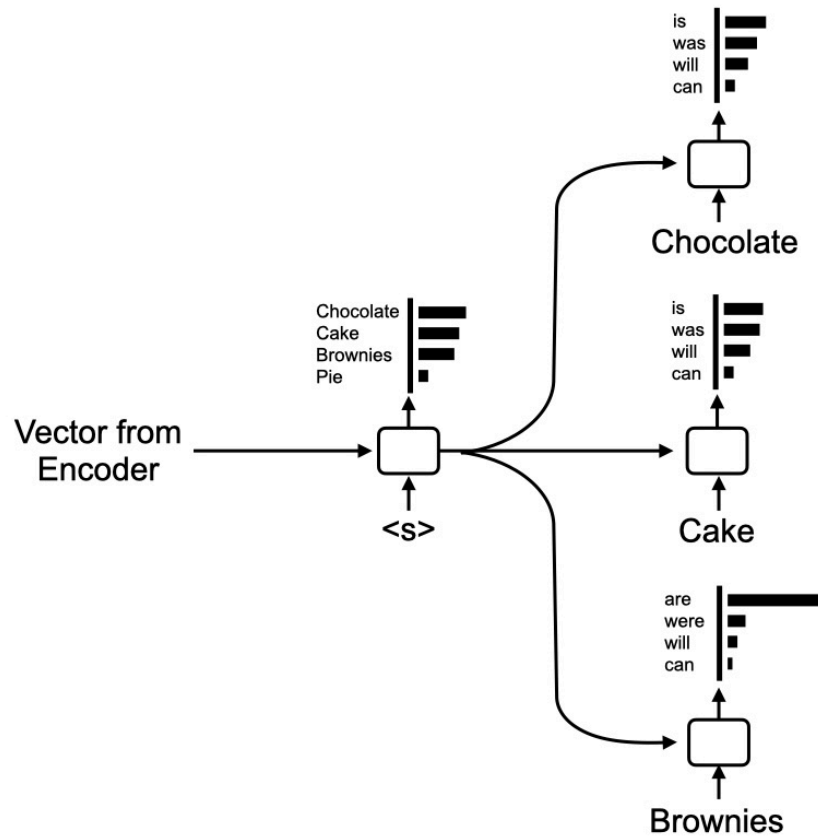 is
was
will
can
Chocolate
Chocolate
Cake
Brownies
Pie
Vector from
Encoder
<s>
is
was
will
can
Cake
are
were
will
can
Brownies